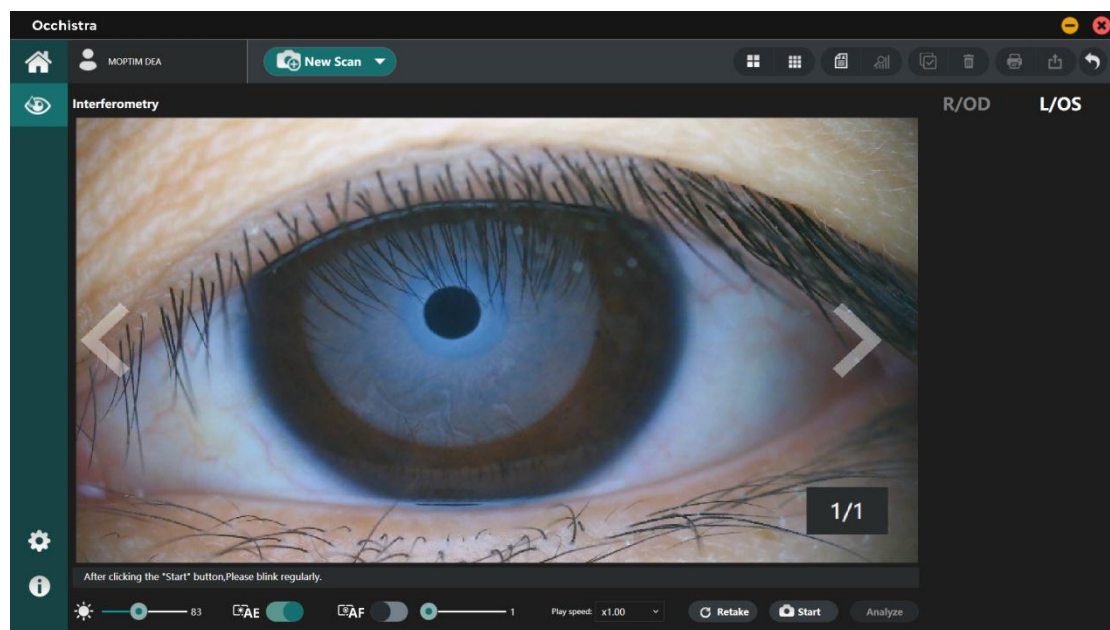 Occhistra
MOPTIM DEA
New Scan
Interferometry
R/OD L/OS
1/1
After clicking the "Start" button,Please blink regularly.
83 AE AF 1 Play speed: x1.00 Retake Start Analyze